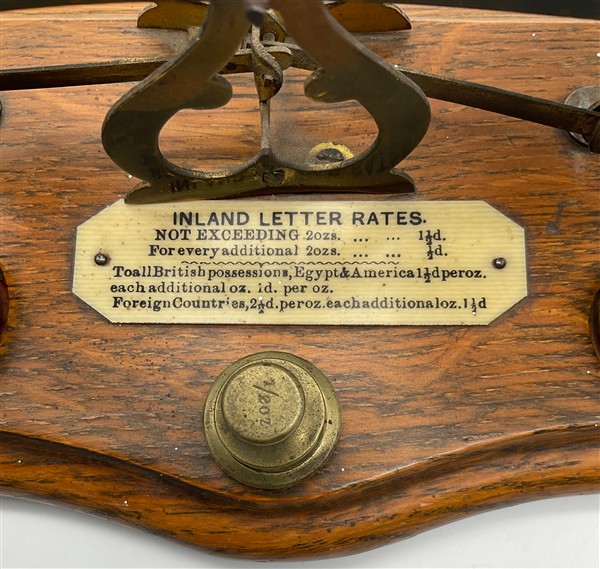 INLAND LETTER RATES.
NOT EXCEEDING 2ozs. ... ... 1½d.
For every additional 2ozs. ... ... ½d.
To all British possessions, Egypt & America 1½d per oz.
each additional oz. 1d. per oz.
Foreign Countries, 2½d. per oz. each additional oz. 1½d
1/2 OZ